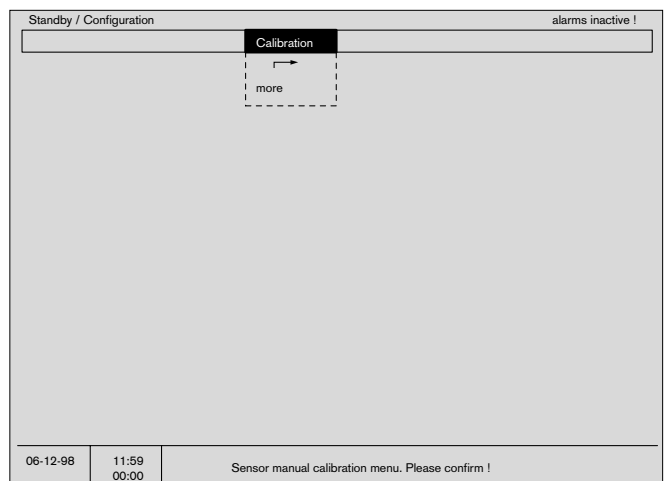 Standby / Configuration alarms inactive !
Calibration
more
06-12-98 11:59 Sensor manual calibration menu. Please confirm !
00:00